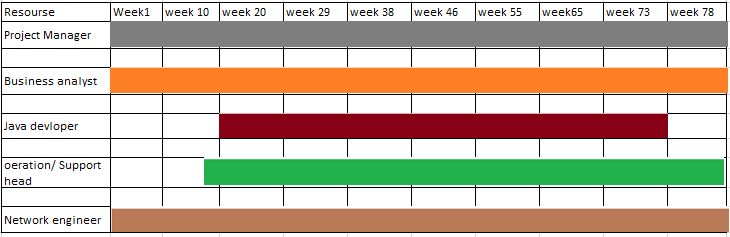 Resourse Week1 week 10 week 20 week 29 week 38 week 46 week 55 week65 week 73 week 78
Project Manager
Business analyst
Java devloper
oeration/ Support
head
Network engineer